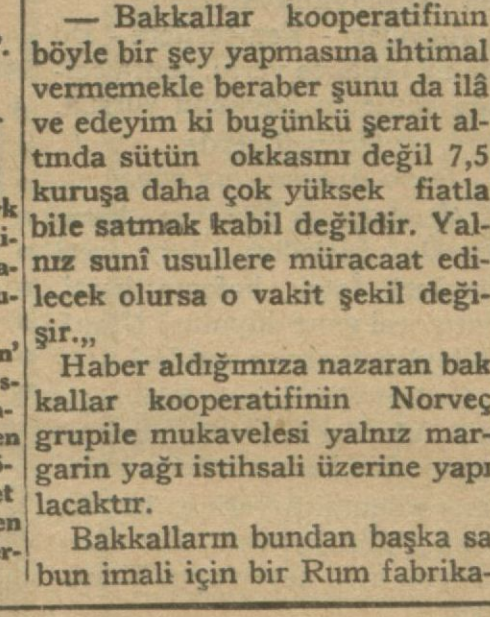 — Bakkallar kooperatifinin
böyle bir şey yapmasına ihtimal
vermemekle beraber şunu da ilâ
ve edeyim ki bugünkü şerait al-
tında sütün okkasını değil 7,5
kuruşa daha çok yüksek fiatla
bile satmak kabil değildir. Yal-
nız sunî usullere müracaat edi-
lecek olursa o vakit şekil deği-
şir.„
Haber aldığımıza nazaran bak
kallar kooperatifinin Norveç
grupile mukavelesi yalnız mar-
garin yağı istihsali üzerine yapı
lacaktır.
Bakkalların bundan başka sa
bun imali için bir Rum fabrika-